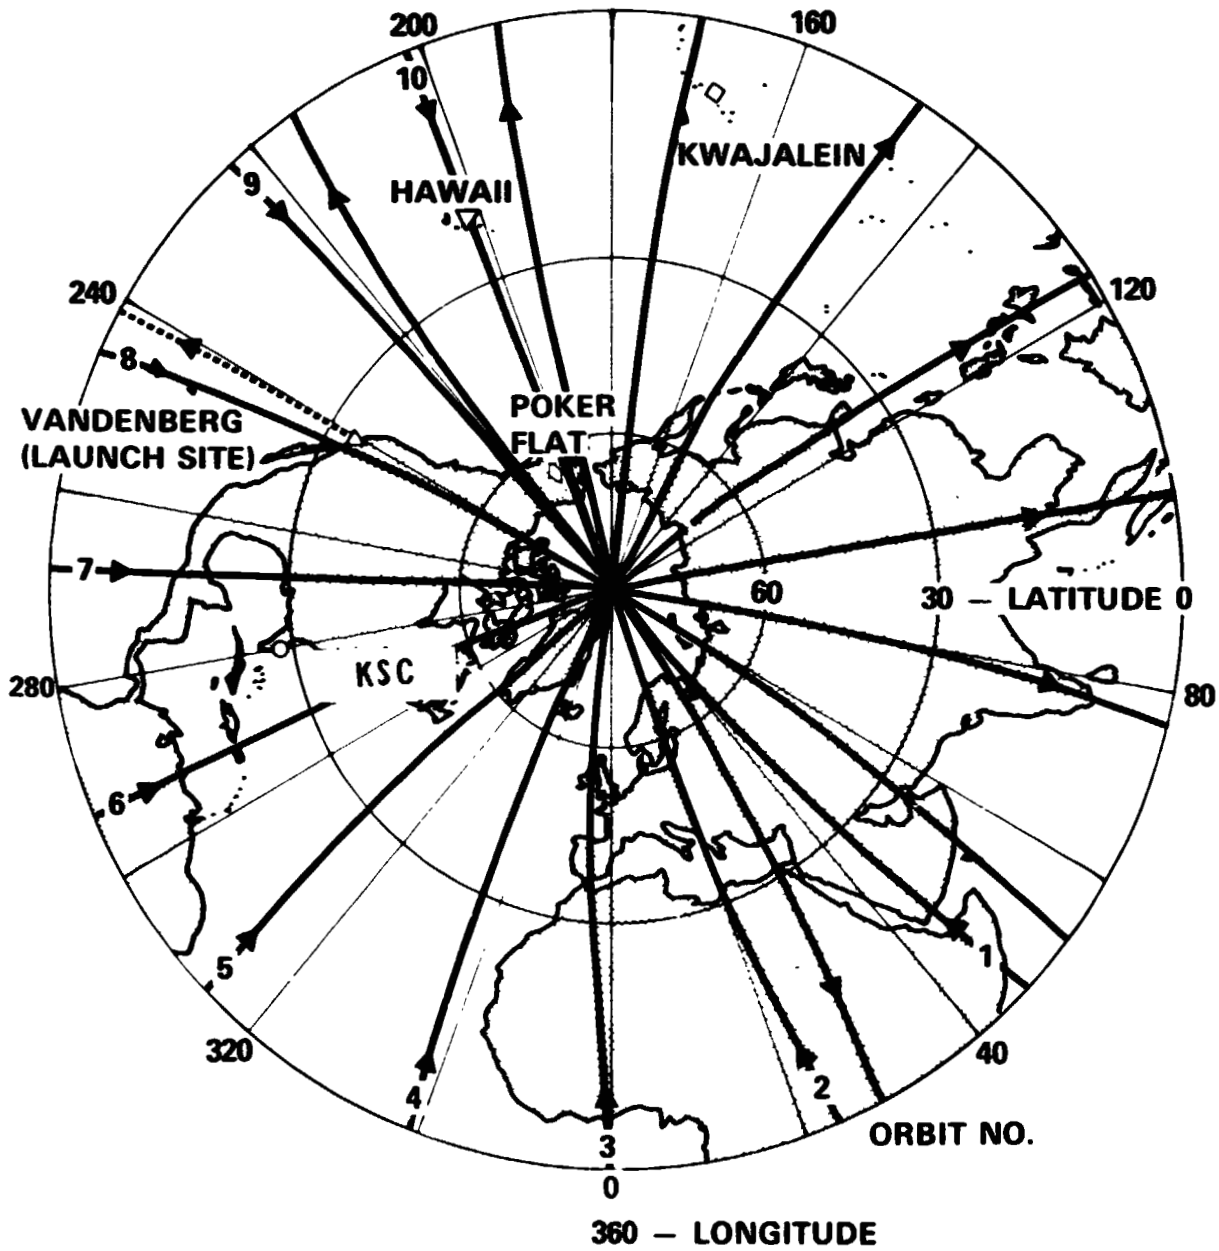 200
160
10
KWAJALEIN
9
HAWAII
240
120
8
POKER
FLAT
VANDENBERG
(LAUNCH SITE)
7
60
30 — LATITUDE 0
KSC
280
80
6
5
1
320
40
4
2
3
ORBIT NO.
0
360 — LONGITUDE